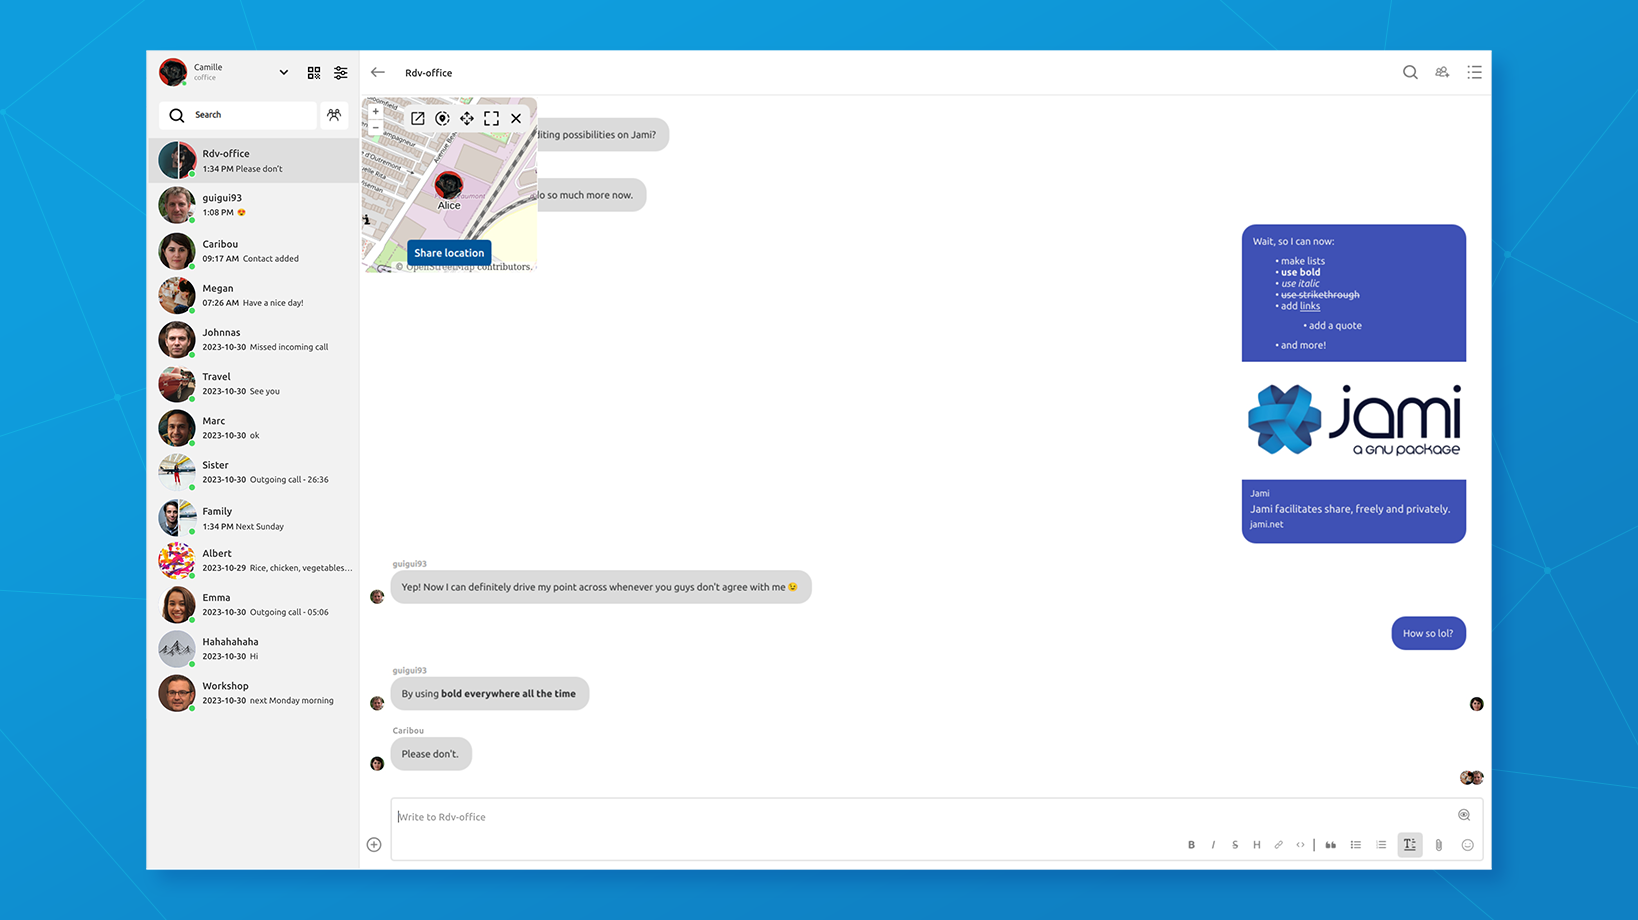 Camille
coffice
Search
Rdv-office
1:34 PM Please don't
guigui93
1:08 PM 😍
Caribou
09:17 AM Contact added
Megan
07:26 AM Have a nice day!
Johnnas
2023-10-30 Missed incoming call
Travel
2023-10-30 See you
Marc
2023-10-30 ok
Sister
2023-10-30 Outgoing call - 26:36
Family
1:34 PM Next Sunday
Albert
2023-10-29 Rice, chicken, vegetables...
Emma
2023-10-30 Outgoing call - 05:06
Hahahahaha
2023-10-30 Hi
Workshop
2023-10-30 next Monday morning
Rdv-office
+
−
Avenue
d'Outremont
Alice
Share location
© OpenStreetMap contributors.
possibilities on Jami?
so much more now.
Wait, so I can now:
• make lists
• use bold
• use italic
• use strikethrough
• add links
• add a quote
• and more!
jami
a GNU package
Jami
Jami facilitates share, freely and privately.
jami.net
guigui93
Yep! Now I can definitely drive my point across whenever you guys don't agree with me 😉
How so lol?
guigui93
By using bold everywhere all the time
Caribou
Please don't.
Write to Rdv-office
B I S H